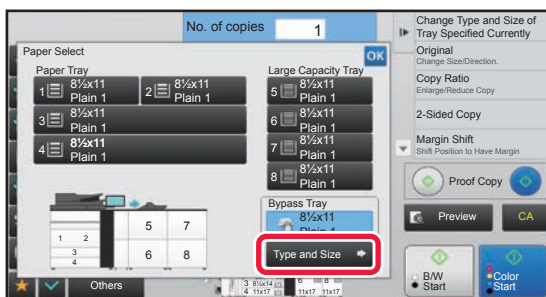 No. of copies 1
Paper Select
OK
Paper Tray
1 8½x11
Plain 1
2 8½x11
Plain 1
3 8½x11
Plain 1
4 8½x11
Plain 1
Large Capacity Tray
5 8½x11
Plain 1
6 8½x11
Plain 1
7 8½x11
Plain 1
8 8½x11
Plain 1
Bypass Tray
8½x11
Plain 1
Type and Size
1 2
3
4
5 7
6 8
Others
3 8½x14
4 11x17
6
11x17
8
11x17
Change Type and Size of
Tray Specified Currently
Original
Change Size/Direction.
Copy Ratio
Enlarge/Reduce Copy
2-Sided Copy
Margin Shift
Shift Position to Have Margin
Proof Copy
Preview
CA
B/W
Start
Color
Start